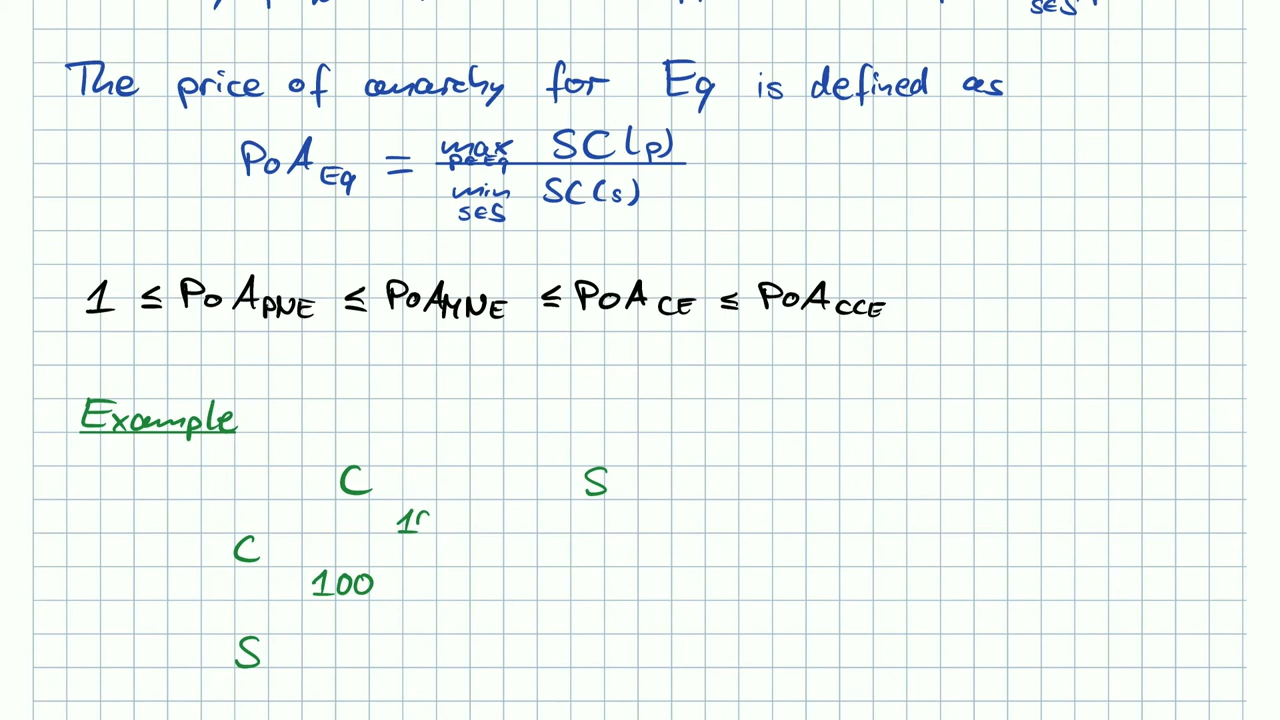 s∈S
The price of anarchy for Eq is defined as
PoA_Eq = max_{p∈Eq} SC(p) / min_{s∈S} SC(s)
1 ≤ PoA_PNE ≤ PoA_MNE ≤ PoA_CE ≤ PoA_CCE
Example
C S
C 100
S